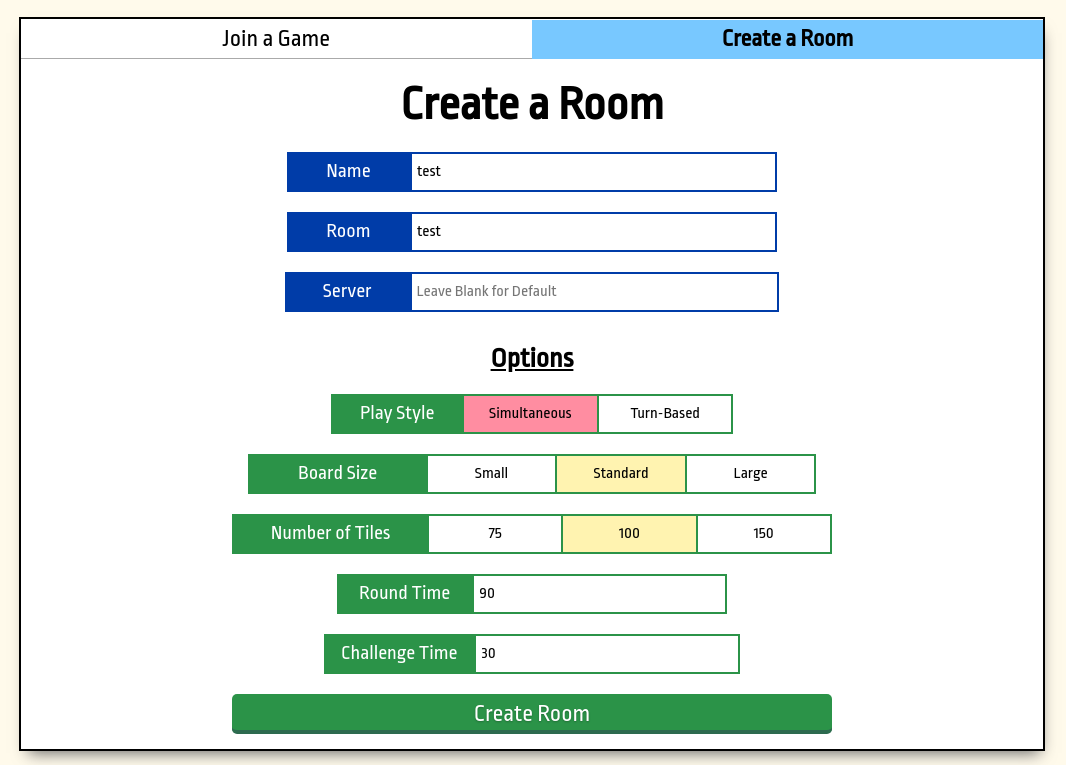 Join a Game Create a Room
Create a Room
Name test
Room test
Server Leave Blank for Default
Options
Play Style Simultaneous Turn-Based
Board Size Small Standard Large
Number of Tiles 75 100 150
Round Time 90
Challenge Time 30
Create Room